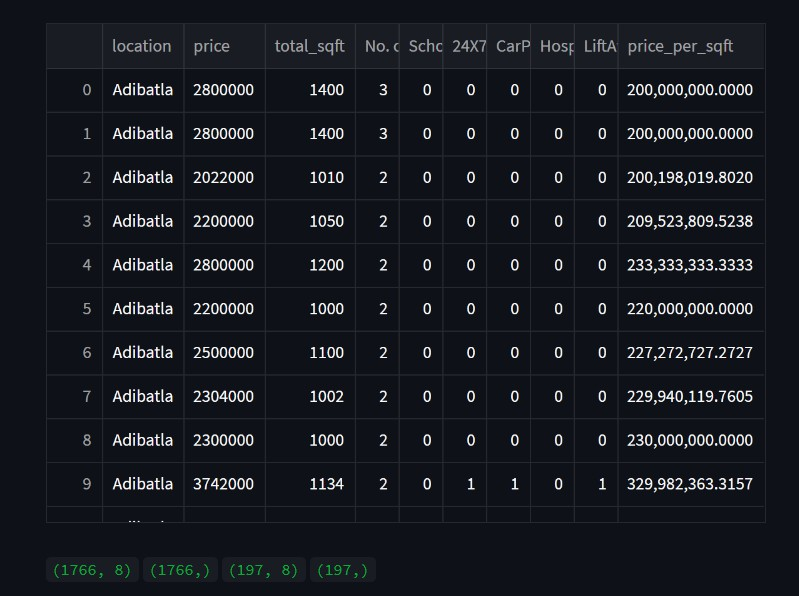 location price total_sqft No. c Schc 24X7 CarP Hosp LiftA price_per_sqft
0 Adibatla 2800000 1400 3 0 0 0 0 0 200,000,000.0000
1 Adibatla 2800000 1400 3 0 0 0 0 0 200,000,000.0000
2 Adibatla 2022000 1010 2 0 0 0 0 0 200,198,019.8020
3 Adibatla 2200000 1050 2 0 0 0 0 0 209,523,809.5238
4 Adibatla 2800000 1200 2 0 0 0 0 0 233,333,333.3333
5 Adibatla 2200000 1000 2 0 0 0 0 0 220,000,000.0000
6 Adibatla 2500000 1100 2 0 0 0 0 0 227,272,727.2727
7 Adibatla 2304000 1002 2 0 0 0 0 0 229,940,119.7605
8 Adibatla 2300000 1000 2 0 0 0 0 0 230,000,000.0000
9 Adibatla 3742000 1134 2 0 1 1 0 1 329,982,363.3157
(1766, 8) (1766,) (197, 8) (197,)